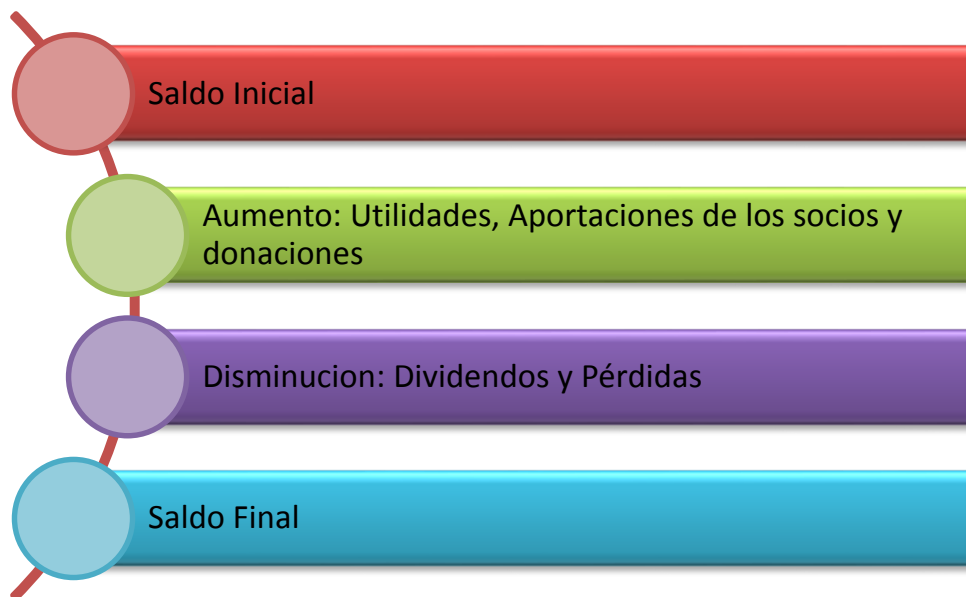 Saldo Inicial
Aumento: Utilidades, Aportaciones de los socios y
donaciones
Disminucion: Dividendos y Pérdidas
Saldo Final